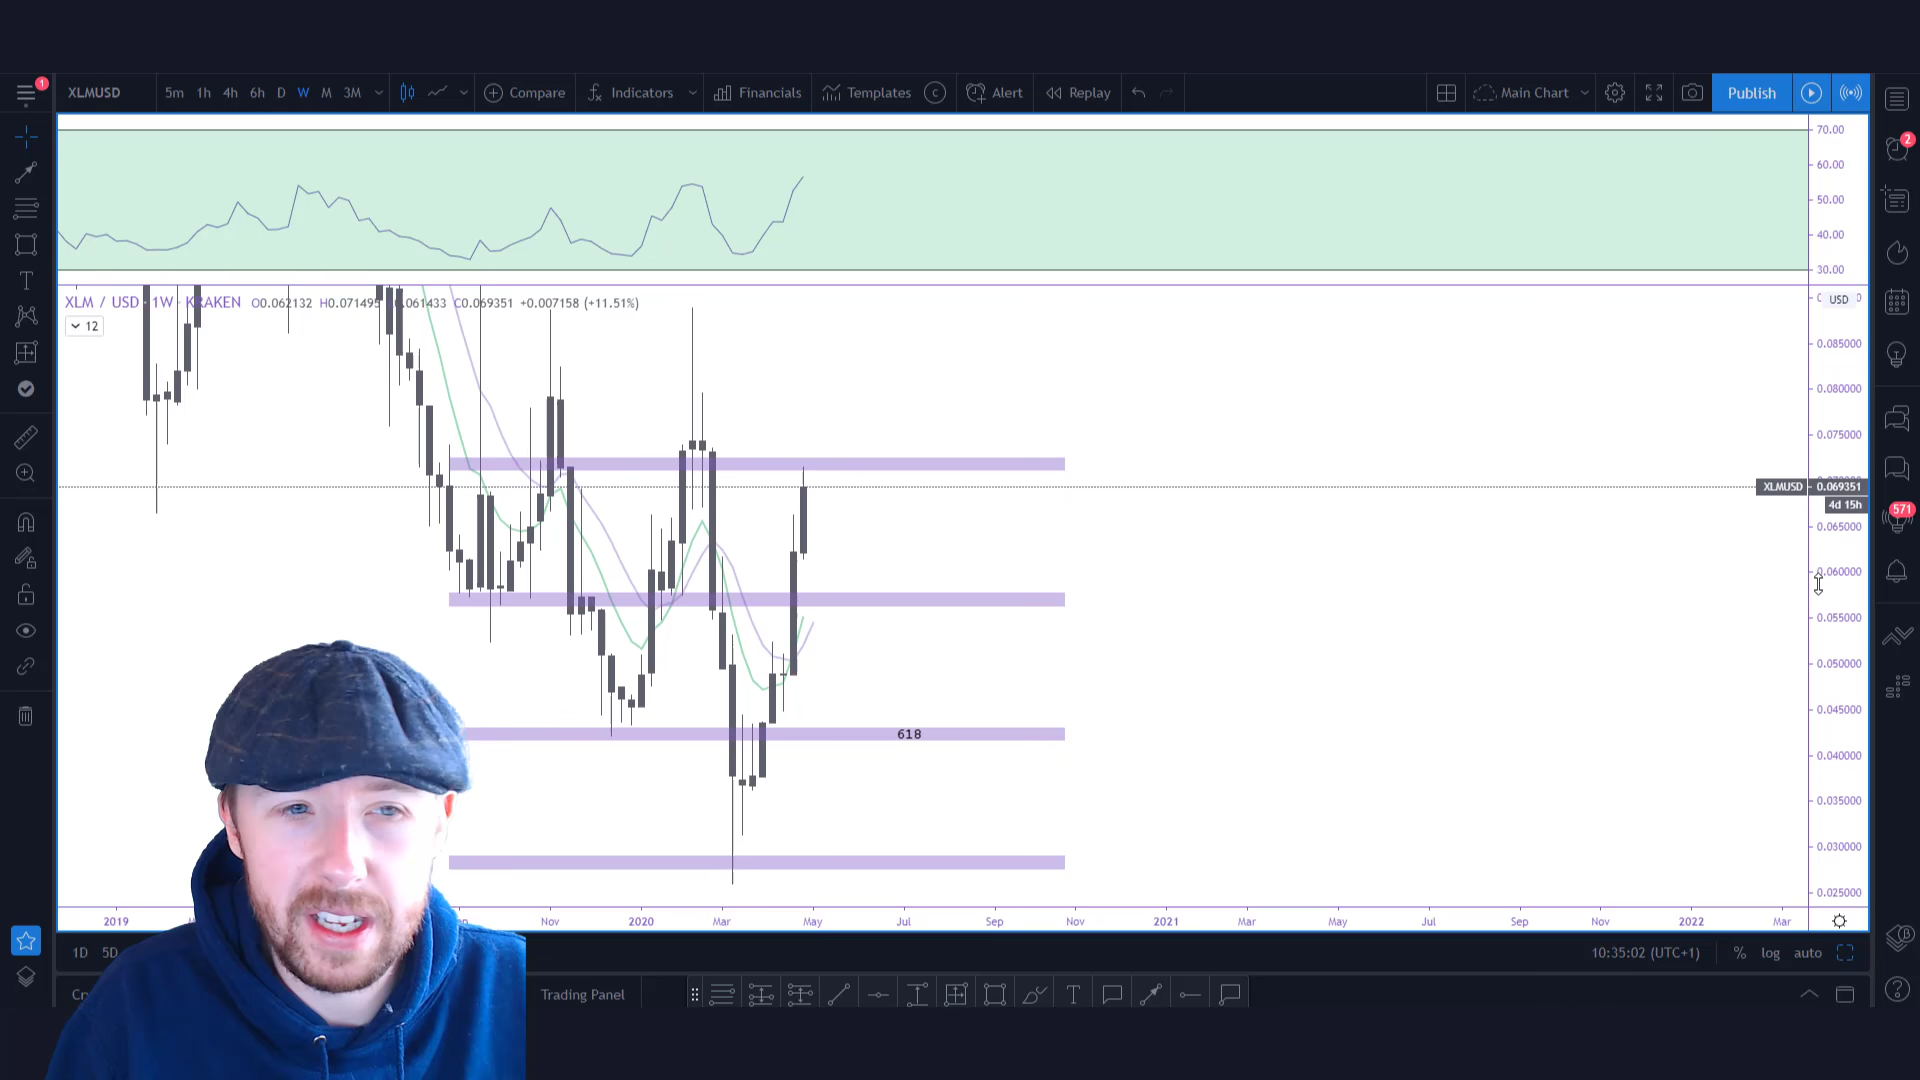 1
XLMUSD 5m 1h 4h 6h D W M 3M Compare Indicators Financials Templates C Alert Replay Main Chart Publish
70.00
60.00
50.00
40.00
30.00
XLM / USD · 1W · KRAKEN O0.062132 H0.071495 0.061433 C0.069351 +0.007158 (+11.51%)
USD
12
0.085000
0.080000
0.075000
XLMUSD 0.069351
4d 15h
0.065000
0.060000
0.055000
0.050000
0.045000
618
0.040000
0.035000
0.030000
0.025000
2
571
2019 Nov 2020 Mar May Jul Sep Nov 2021 Mar May Jul Sep Nov 2022 Mar
1D 5D 10:35:02 (UTC+1) % log auto
Trading Panel